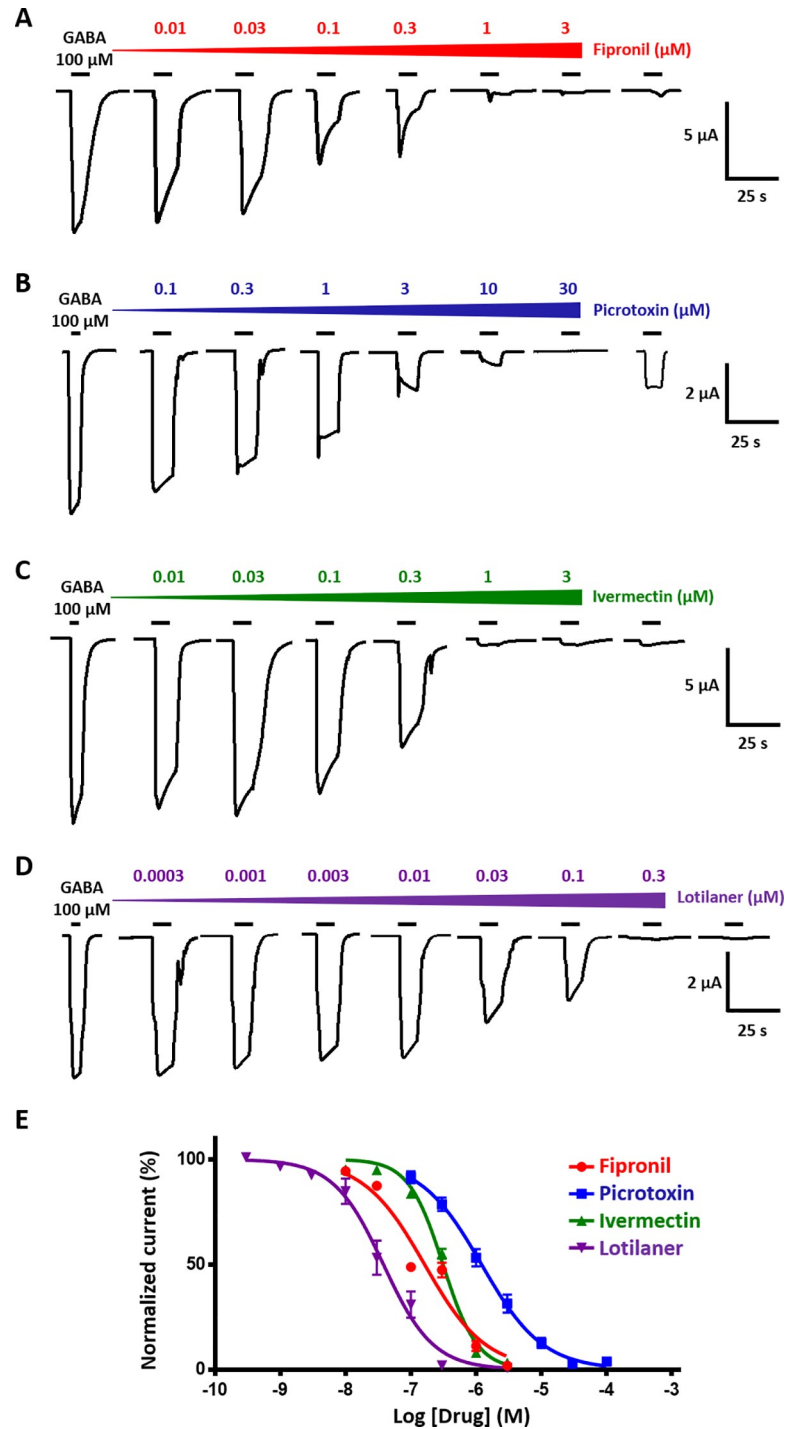 A
0.01 0.03 0.1 0.3 1 3
GABA
100 µM
Fipronil (µM)
5 µA
25 s
B
0.1 0.3 1 3 10 30
GABA
100 µM
Picrotoxin (µM)
2 µA
25 s
C
0.01 0.03 0.1 0.3 1 3
GABA
100 µM
Ivermectin (µM)
5 µA
25 s
D
0.0003 0.001 0.003 0.01 0.03 0.1 0.3
GABA
100 µM
Lotilaner (µM)
2 µA
25 s
E
Normalized current (%)
100
50
0
Fipronil
Picrotoxin
Ivermectin
Lotilaner
-10 -9 -8 -7 -6 -5 -4 -3
Log [Drug] (M)